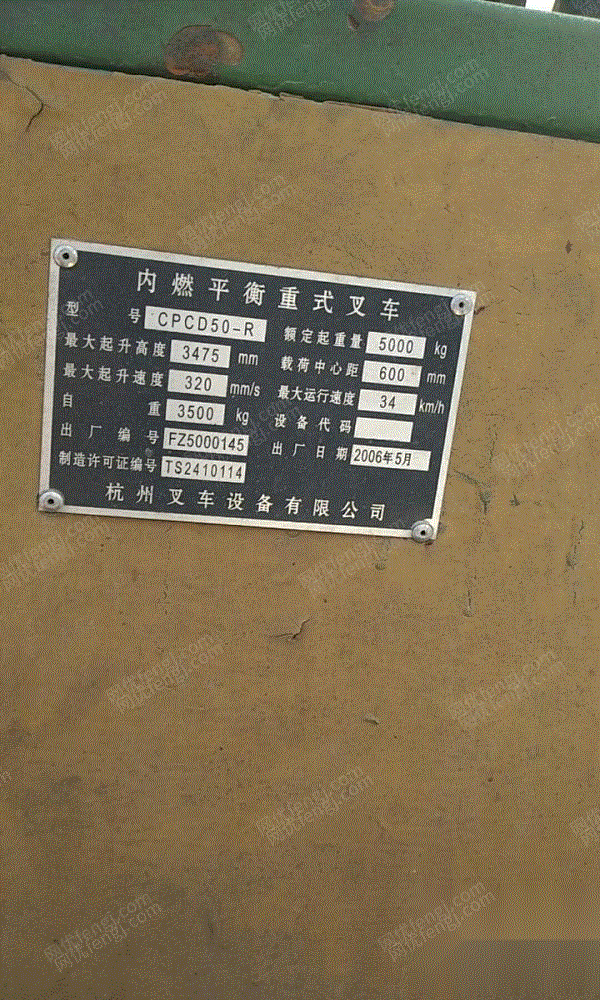 内燃平衡重式叉车
型 号 CPCD50-R 额定起重量 5000 kg
最大起升高度 3475 mm 载荷中心距 600 mm
最大起升速度 320 mm/s 最大运行速度 34 km/h
自 重 3500 kg 设备代码
出厂编号 FZ5000145 出厂日期 2006年5月
制造许可证编号 TS2410114
杭州叉车设备有限公司